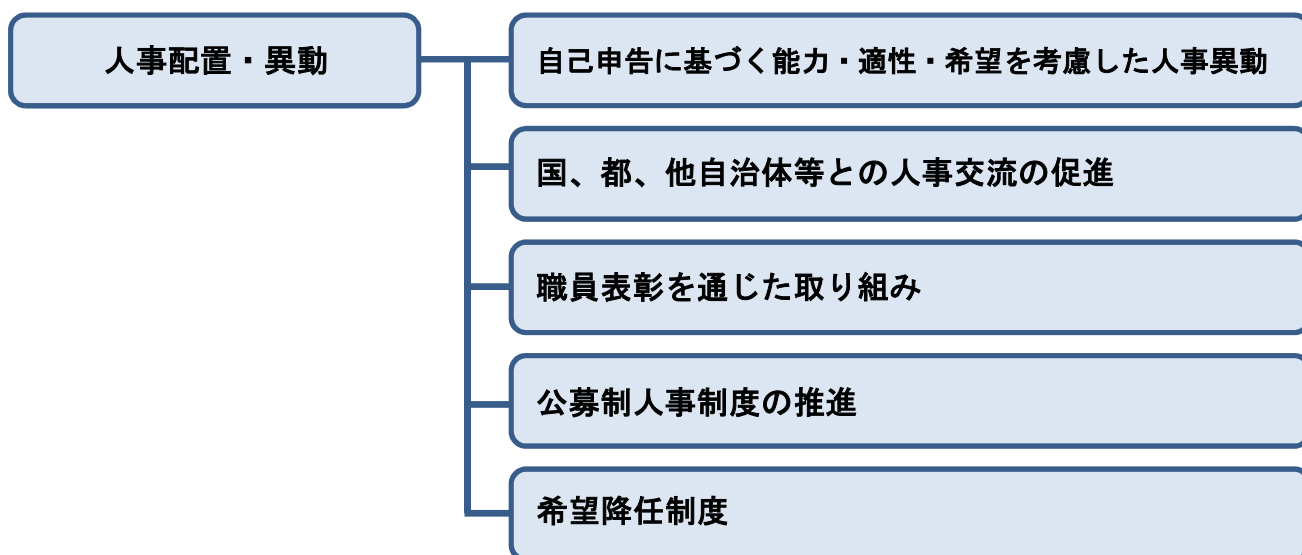 人事配置・異動
自己申告に基づく能力・適性・希望を考慮した人事異動
国、都、他自治体等との人事交流の促進
職員表彰を通じた取り組み
公募制人事制度の推進
希望降任制度